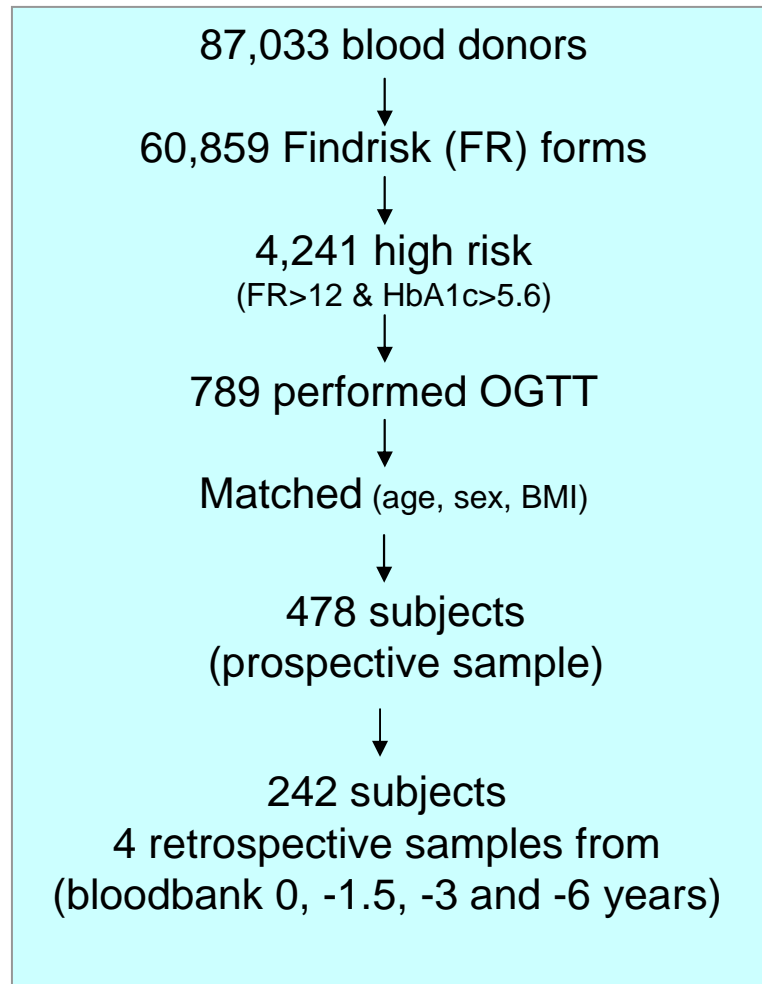 87,033 blood donors
60,859 Findrisk (FR) forms
4,241 high risk
(FR>12 & HbA1c>5.6)
789 performed OGTT
Matched (age, sex, BMI)
478 subjects
(prospective sample)
242 subjects
4 retrospective samples from
(bloodbank 0, -1.5, -3 and -6 years)